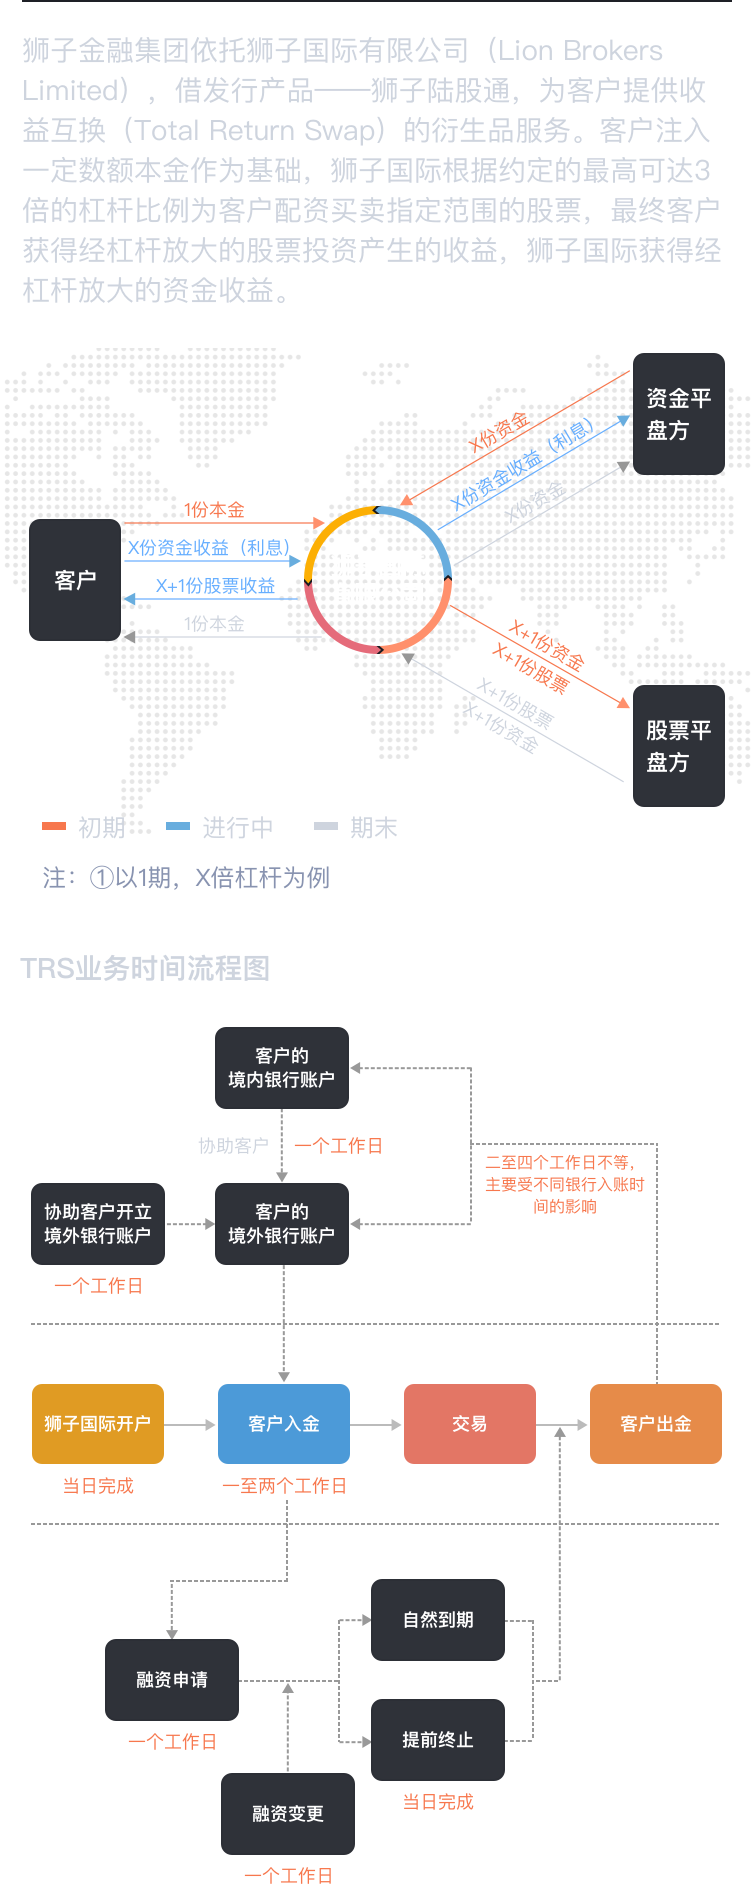 狮子金融集团依托狮子国际有限公司（Lion Brokers
Limited），借发行产品——狮子陆股通，为客户提供收
益互换（Total Return Swap）的衍生品服务。客户注入
一定数额本金作为基础，狮子国际根据约定的最高可达3
倍的杠杆比例为客户配资买卖指定范围的股票，最终客户
获得经杠杆放大的股票投资产生的收益，狮子国际获得经
杠杆放大的资金收益。
资金平
盘方
X份资金
X份资金收益（利息）
X份资金
1份本金
X份资金收益（利息）
X+1份股票收益
1份本金
客户
X+1份资金
X+1份股票
X+1份股票
X+1份资金
股票平
盘方
初期
进行中
期末
注：①以1期，X倍杠杆为例
TRS业务时间流程图
客户的
境内银行账户
协助客户
一个工作日
二至四个工作日不等，
主要受不同银行入账时
间的影响
协助客户开立
境外银行账户
客户的
境外银行账户
一个工作日
狮子国际开户
客户入金
交易
客户出金
当日完成
一至两个工作日
自然到期
融资申请
一个工作日
提前终止
当日完成
融资变更
一个工作日